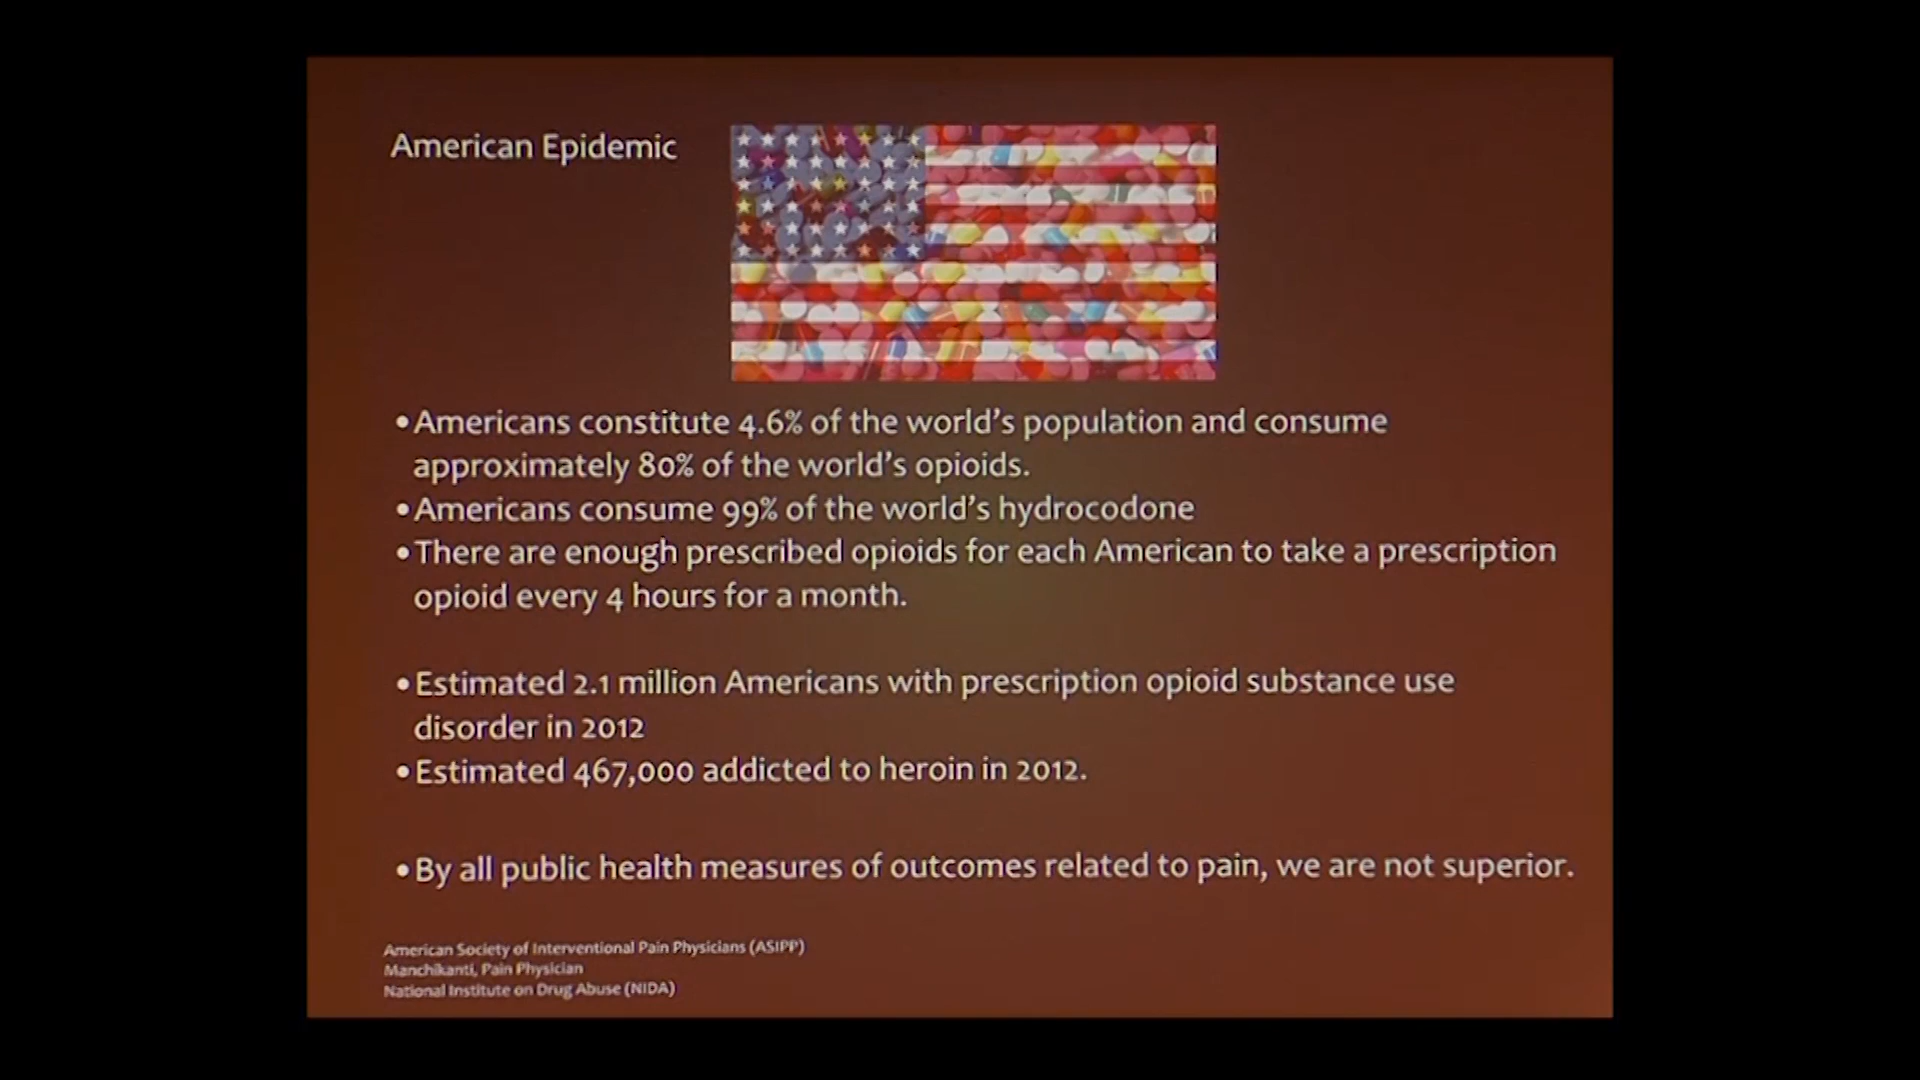 American Epidemic
•Americans constitute 4.6% of the world's population and consume
approximately 80% of the world's opioids.
•Americans consume 99% of the world's hydrocodone
•There are enough prescribed opioids for each American to take a prescription
opioid every 4 hours for a month.
•Estimated 2.1 million Americans with prescription opioid substance use
disorder in 2012
•Estimated 467,000 addicted to heroin in 2012.
•By all public health measures of outcomes related to pain, we are not superior.
American Society of Interventional Pain Physicians (ASIPP)
Manchikanti, Pain Physician
National Institute on Drug Abuse (NIDA)